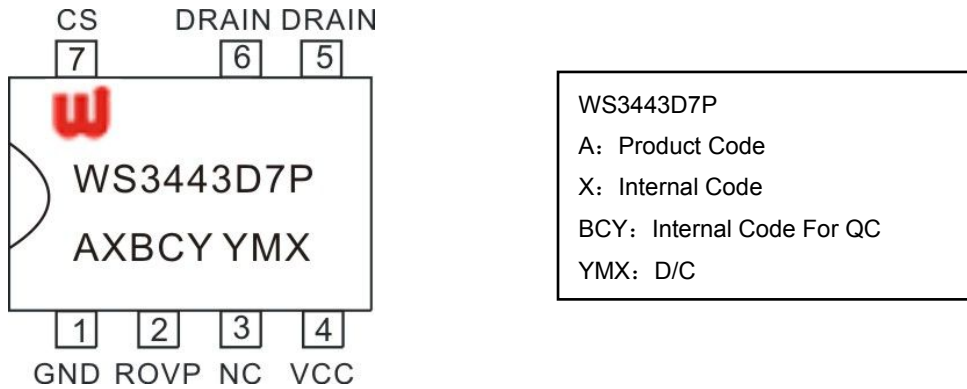 CS DRAIN DRAIN
7 6 5
WS3443D7P
AXBCY YMX
1 2 3 4
GND ROVP NC VCC
WS3443D7P
A：Product Code
X：Internal Code
BCY：Internal Code For QC
YMX：D/C